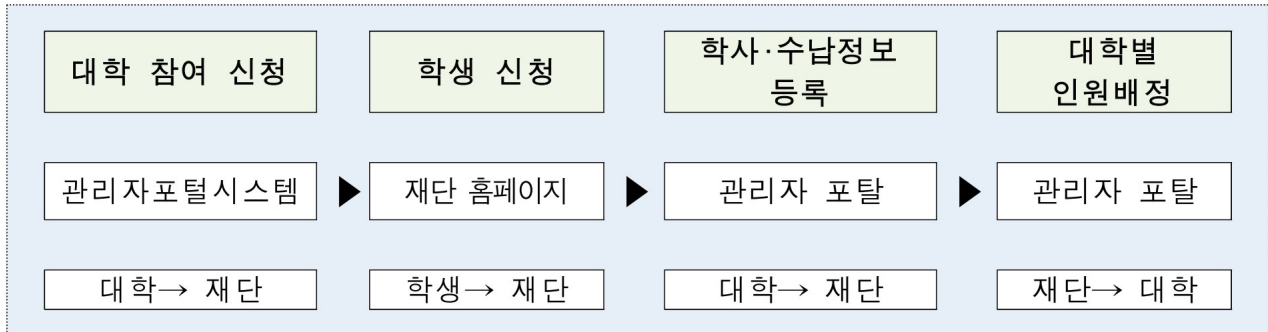 대학 참여 신청
학생 신청
학사·수납정보
등록
대학별
인원배정
관리자포털시스템
▶
재단 홈페이지
▶
관리자 포탈
▶
관리자 포탈
대학→ 재단
학생→ 재단
대학→ 재단
재단→ 대학